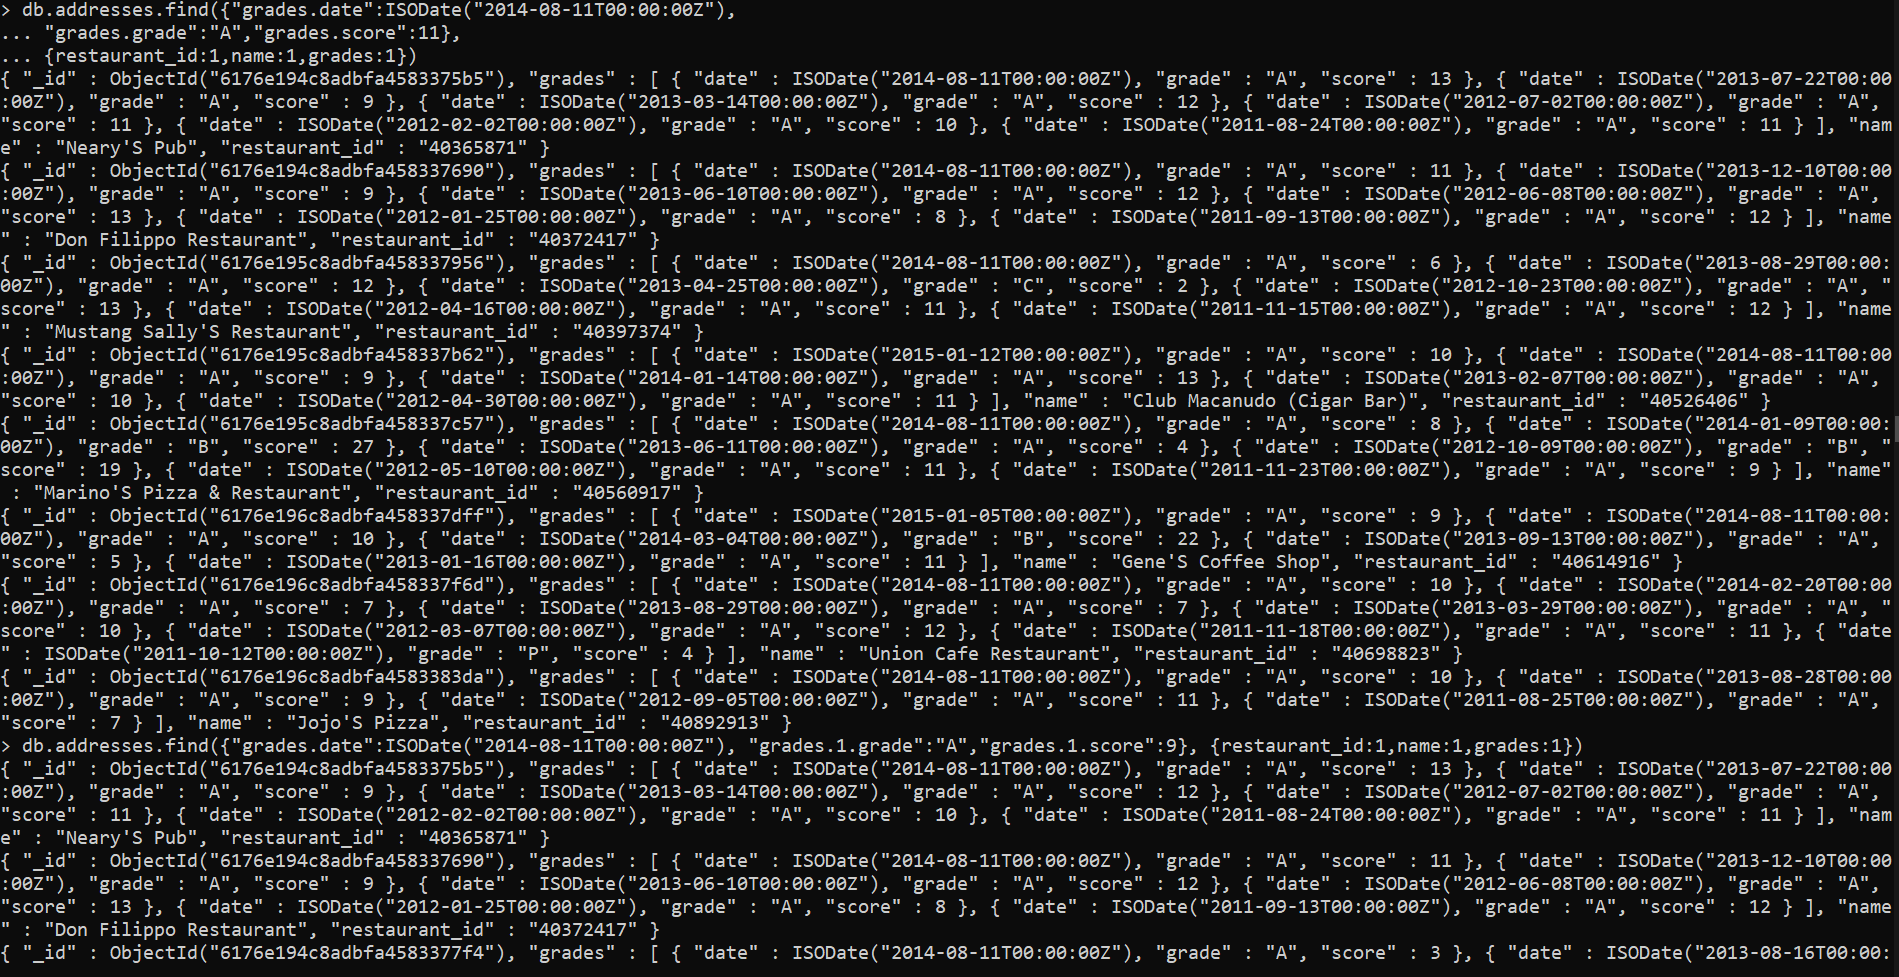 > db.addresses.find({"grades.date":ISODate("2014-08-11T00:00:00Z"),
... "grades.grade":"A","grades.score":11},
... {restaurant_id:1,name:1,grades:1})
{ "_id" : ObjectId("6176e194c8adbfa4583375b5"), "grades" : [ { "date" : ISODate("2014-08-11T00:00:00Z"), "grade" : "A", "score" : 13 }, { "date" : ISODate("2013-07-22T00:00
:00Z"), "grade" : "A", "score" : 9 }, { "date" : ISODate("2013-03-14T00:00:00Z"), "grade" : "A", "score" : 12 }, { "date" : ISODate("2012-07-02T00:00:00Z"), "grade" : "A",
"score" : 11 }, { "date" : ISODate("2012-02-02T00:00:00Z"), "grade" : "A", "score" : 10 }, { "date" : ISODate("2011-08-24T00:00:00Z"), "grade" : "A", "score" : 11 } ], "nam
e" : "Neary'S Pub", "restaurant_id" : "40365871" }
{ "_id" : ObjectId("6176e194c8adbfa458337690"), "grades" : [ { "date" : ISODate("2014-08-11T00:00:00Z"), "grade" : "A", "score" : 11 }, { "date" : ISODate("2013-12-10T00:00
:00Z"), "grade" : "A", "score" : 9 }, { "date" : ISODate("2013-06-10T00:00:00Z"), "grade" : "A", "score" : 12 }, { "date" : ISODate("2012-06-08T00:00:00Z"), "grade" : "A",
"score" : 13 }, { "date" : ISODate("2012-01-25T00:00:00Z"), "grade" : "A", "score" : 8 }, { "date" : ISODate("2011-09-13T00:00:00Z"), "grade" : "A", "score" : 12 } ], "name
" : "Don Filippo Restaurant", "restaurant_id" : "40372417" }
{ "_id" : ObjectId("6176e195c8adbfa458337956"), "grades" : [ { "date" : ISODate("2014-08-11T00:00:00Z"), "grade" : "A", "score" : 6 }, { "date" : ISODate("2013-08-29T00:00:
00Z"), "grade" : "A", "score" : 12 }, { "date" : ISODate("2013-04-25T00:00:00Z"), "grade" : "C", "score" : 2 }, { "date" : ISODate("2012-10-23T00:00:00Z"), "grade" : "A", "
score" : 13 }, { "date" : ISODate("2012-04-16T00:00:00Z"), "grade" : "A", "score" : 11 }, { "date" : ISODate("2011-11-15T00:00:00Z"), "grade" : "A", "score" : 12 } ], "name
" : "Mustang Sally'S Restaurant", "restaurant_id" : "40397374" }
{ "_id" : ObjectId("6176e195c8adbfa458337b62"), "grades" : [ { "date" : ISODate("2015-01-12T00:00:00Z"), "grade" : "A", "score" : 10 }, { "date" : ISODate("2014-08-11T00:00
:00Z"), "grade" : "A", "score" : 9 }, { "date" : ISODate("2014-01-14T00:00:00Z"), "grade" : "A", "score" : 13 }, { "date" : ISODate("2013-02-07T00:00:00Z"), "grade" : "A",
"score" : 10 }, { "date" : ISODate("2012-04-30T00:00:00Z"), "grade" : "A", "score" : 11 } ], "name" : "Club Macanudo (Cigar Bar)", "restaurant_id" : "40526406" }
{ "_id" : ObjectId("6176e195c8adbfa458337c57"), "grades" : [ { "date" : ISODate("2014-08-11T00:00:00Z"), "grade" : "A", "score" : 8 }, { "date" : ISODate("2014-01-09T00:00:
00Z"), "grade" : "B", "score" : 27 }, { "date" : ISODate("2013-06-11T00:00:00Z"), "grade" : "A", "score" : 4 }, { "date" : ISODate("2012-10-09T00:00:00Z"), "grade" : "B", "
score" : 19 }, { "date" : ISODate("2012-05-10T00:00:00Z"), "grade" : "A", "score" : 11 }, { "date" : ISODate("2011-11-23T00:00:00Z"), "grade" : "A", "score" : 9 } ], "name"
 : "Marino'S Pizza & Restaurant", "restaurant_id" : "40560917" }
{ "_id" : ObjectId("6176e196c8adbfa458337dff"), "grades" : [ { "date" : ISODate("2015-01-05T00:00:00Z"), "grade" : "A", "score" : 9 }, { "date" : ISODate("2014-08-11T00:00:
00Z"), "grade" : "A", "score" : 10 }, { "date" : ISODate("2014-03-04T00:00:00Z"), "grade" : "B", "score" : 22 }, { "date" : ISODate("2013-09-13T00:00:00Z"), "grade" : "A",
"score" : 5 }, { "date" : ISODate("2013-01-16T00:00:00Z"), "grade" : "A", "score" : 11 } ], "name" : "Gene'S Coffee Shop", "restaurant_id" : "40614916" }
{ "_id" : ObjectId("6176e196c8adbfa458337f6d"), "grades" : [ { "date" : ISODate("2014-08-11T00:00:00Z"), "grade" : "A", "score" : 10 }, { "date" : ISODate("2014-02-20T00:00
:00Z"), "grade" : "A", "score" : 7 }, { "date" : ISODate("2013-08-29T00:00:00Z"), "grade" : "A", "score" : 7 }, { "date" : ISODate("2013-03-29T00:00:00Z"), "grade" : "A", "
score" : 10 }, { "date" : ISODate("2012-03-07T00:00:00Z"), "grade" : "A", "score" : 12 }, { "date" : ISODate("2011-11-18T00:00:00Z"), "grade" : "A", "score" : 11 }, { "date
" : ISODate("2011-10-12T00:00:00Z"), "grade" : "P", "score" : 4 } ], "name" : "Union Cafe Restaurant", "restaurant_id" : "40698823" }
{ "_id" : ObjectId("6176e196c8adbfa4583383da"), "grades" : [ { "date" : ISODate("2014-08-11T00:00:00Z"), "grade" : "A", "score" : 10 }, { "date" : ISODate("2013-08-28T00:00
:00Z"), "grade" : "A", "score" : 9 }, { "date" : ISODate("2012-09-05T00:00:00Z"), "grade" : "A", "score" : 11 }, { "date" : ISODate("2011-08-25T00:00:00Z"), "grade" : "A",
"score" : 7 } ], "name" : "Jojo'S Pizza", "restaurant_id" : "40892913" }
> db.addresses.find({"grades.date":ISODate("2014-08-11T00:00:00Z"), "grades.1.grade":"A","grades.1.score":9}, {restaurant_id:1,name:1,grades:1})
{ "_id" : ObjectId("6176e194c8adbfa4583375b5"), "grades" : [ { "date" : ISODate("2014-08-11T00:00:00Z"), "grade" : "A", "score" : 13 }, { "date" : ISODate("2013-07-22T00:00
:00Z"), "grade" : "A", "score" : 9 }, { "date" : ISODate("2013-03-14T00:00:00Z"), "grade" : "A", "score" : 12 }, { "date" : ISODate("2012-07-02T00:00:00Z"), "grade" : "A",
"score" : 11 }, { "date" : ISODate("2012-02-02T00:00:00Z"), "grade" : "A", "score" : 10 }, { "date" : ISODate("2011-08-24T00:00:00Z"), "grade" : "A", "score" : 11 } ], "nam
e" : "Neary'S Pub", "restaurant_id" : "40365871" }
{ "_id" : ObjectId("6176e194c8adbfa458337690"), "grades" : [ { "date" : ISODate("2014-08-11T00:00:00Z"), "grade" : "A", "score" : 11 }, { "date" : ISODate("2013-12-10T00:00
:00Z"), "grade" : "A", "score" : 9 }, { "date" : ISODate("2013-06-10T00:00:00Z"), "grade" : "A", "score" : 12 }, { "date" : ISODate("2012-06-08T00:00:00Z"), "grade" : "A",
"score" : 13 }, { "date" : ISODate("2012-01-25T00:00:00Z"), "grade" : "A", "score" : 8 }, { "date" : ISODate("2011-09-13T00:00:00Z"), "grade" : "A", "score" : 12 } ], "name
" : "Don Filippo Restaurant", "restaurant_id" : "40372417" }
{ "_id" : ObjectId("6176e194c8adbfa4583377f4"), "grades" : [ { "date" : ISODate("2014-08-11T00:00:00Z"), "grade" : "A", "score" : 3 }, { "date" : ISODate("2013-08-16T00:00: